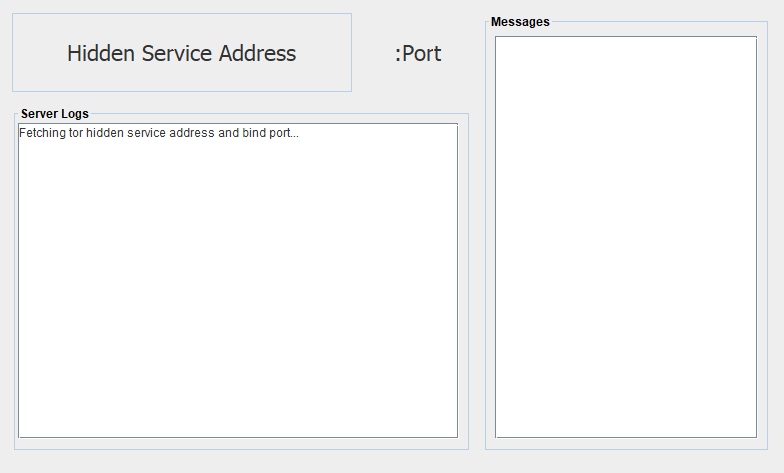 Hidden Service Address
:Port
Server Logs
Fetching tor hidden service address and bind port...
Messages